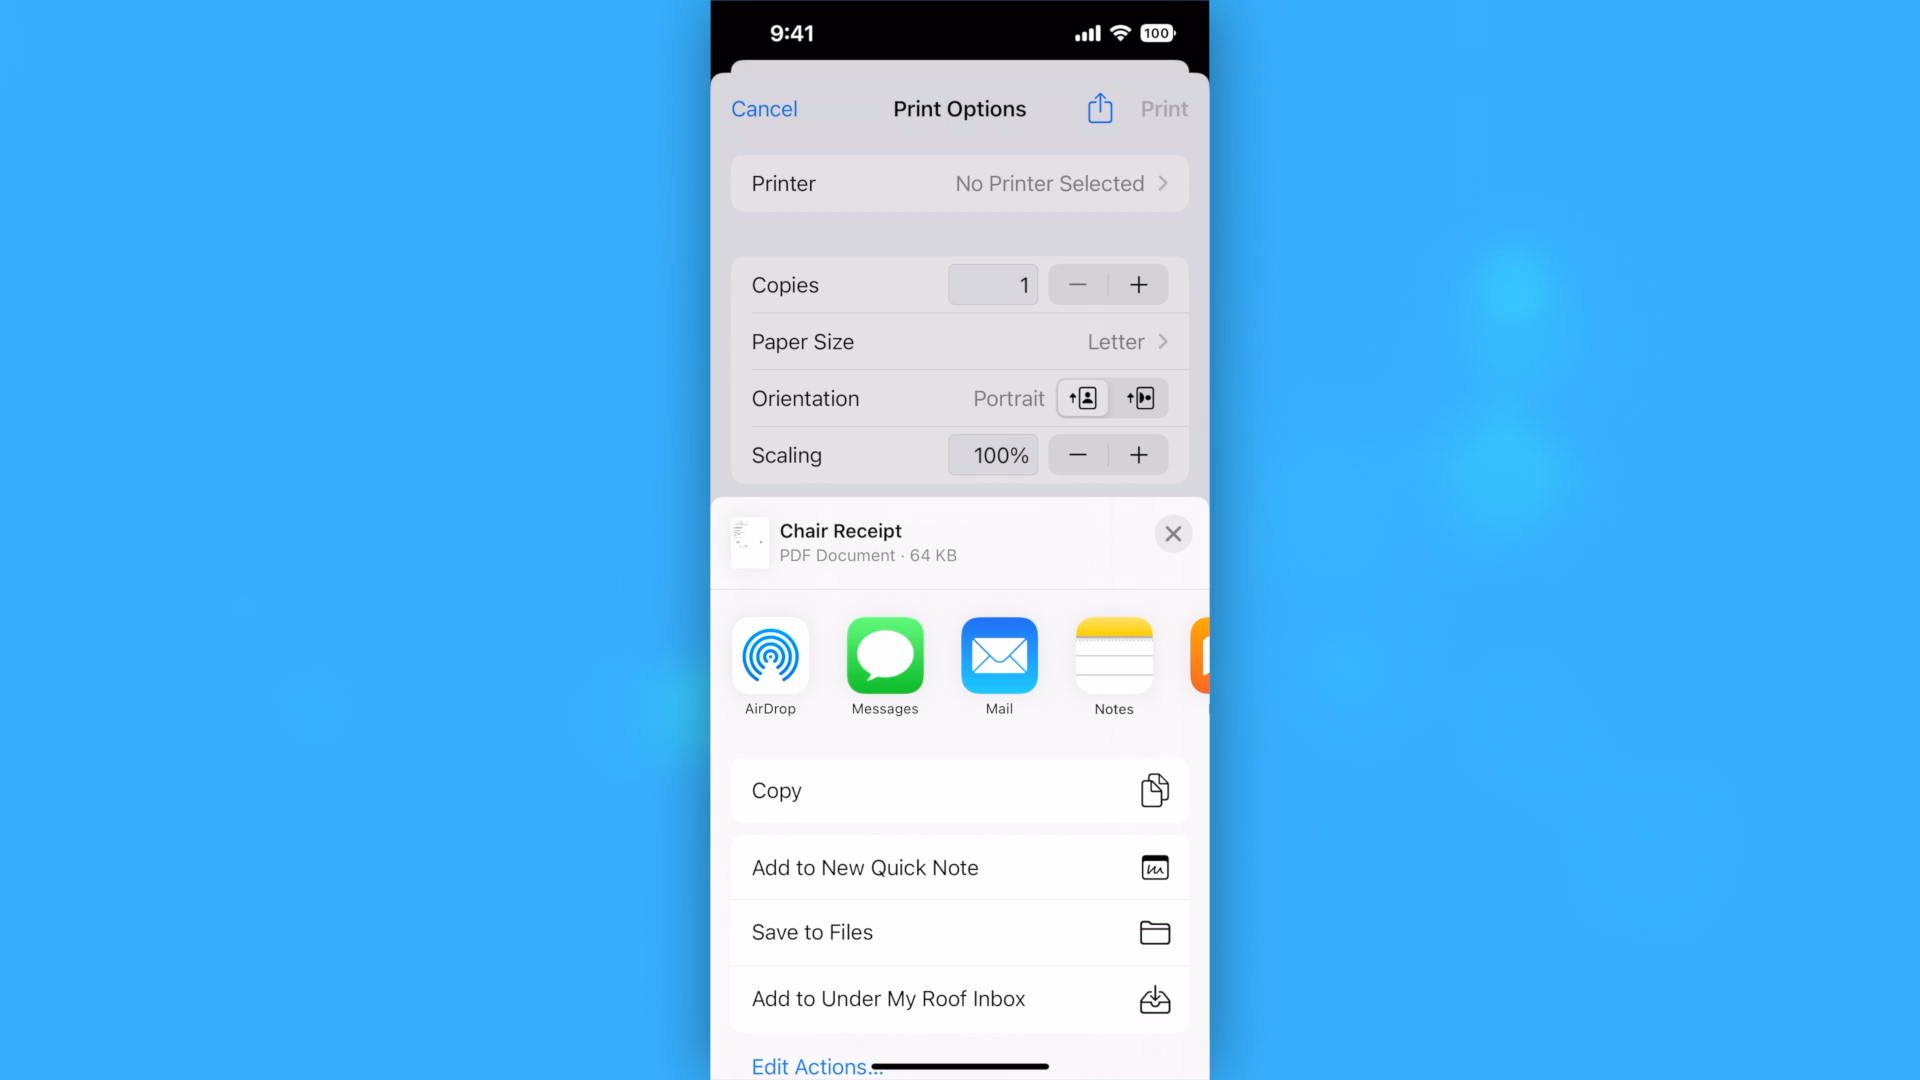 9:41
100
Cancel
Print Options
Print
Printer
No Printer Selected
Copies
1
Paper Size
Letter
Orientation
Portrait
Scaling
100%
Chair Receipt
PDF Document · 64 KB
AirDrop
Messages
Mail
Notes
Copy
Add to New Quick Note
Save to Files
Add to Under My Roof Inbox
Edit Actions...